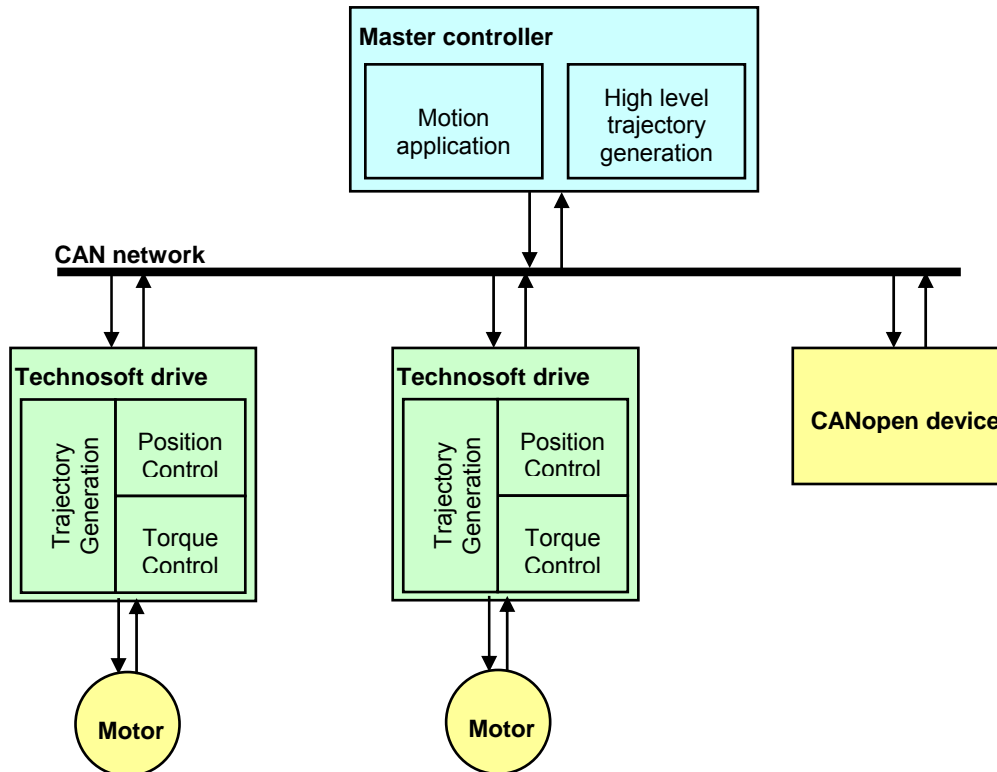 Master controller
Motion
application
High level
trajectory
generation
CAN network
Technosoft drive
Trajectory
Generation
Position
Control
Torque
Control
Technosoft drive
Trajectory
Generation
Position
Control
Torque
Control
CANopen device
Motor
Motor